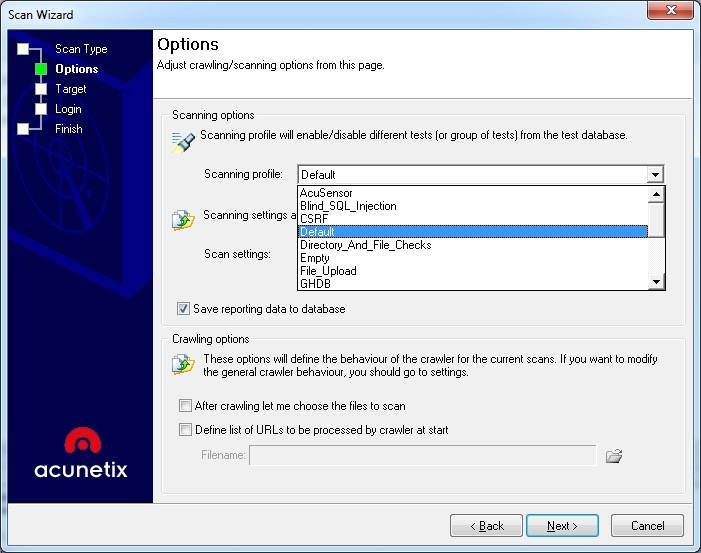 Scan Wizard
Scan Type
Options
Target
Login
Finish
acunetix
Options
Adjust crawling/scanning options from this page.
Scanning options
Scanning profile will enable/disable different tests (or group of tests) from the test database.
Scanning profile:
Default
AcuSensor
Blind_SQL_Injection
CSRF
Default
Directory_And_File_Checks
Empty
File_Upload
GHDB
Scanning settings a
Scan settings:
Save reporting data to database
Crawling options
These options will define the behaviour of the crawler for the current scans. If you want to modify
the general crawler behaviour, you should go to settings.
After crawling let me choose the files to scan
Define list of URLs to be processed by crawler at start
Filename:
< Back
Next >
Cancel